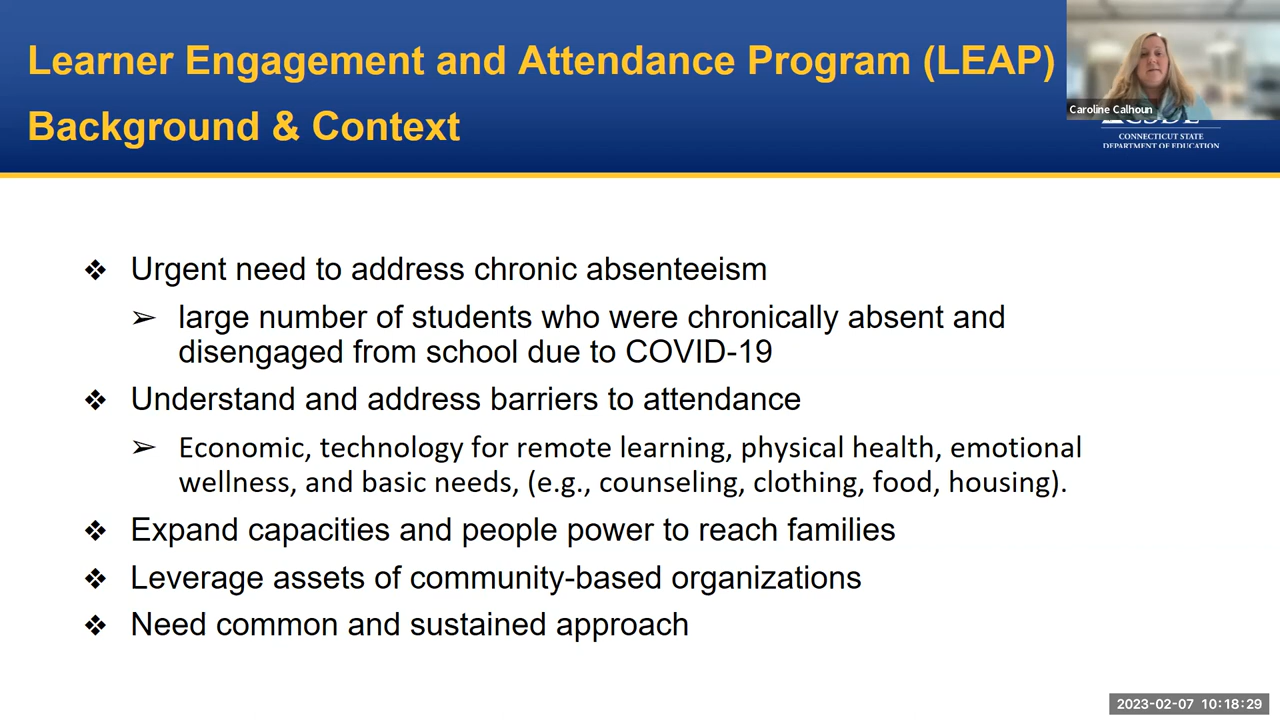 Learner Engagement and Attendance Program (LEAP)
Background & Context
Caroline Calhoun
CSDE
CONNECTICUT STATE
DEPARTMENT OF EDUCATION
❖ Urgent need to address chronic absenteeism
➢ large number of students who were chronically absent and
disengaged from school due to COVID-19
❖ Understand and address barriers to attendance
➢ Economic, technology for remote learning, physical health, emotional
wellness, and basic needs, (e.g., counseling, clothing, food, housing).
❖ Expand capacities and people power to reach families
❖ Leverage assets of community-based organizations
❖ Need common and sustained approach
2023-02-07 10:18:29